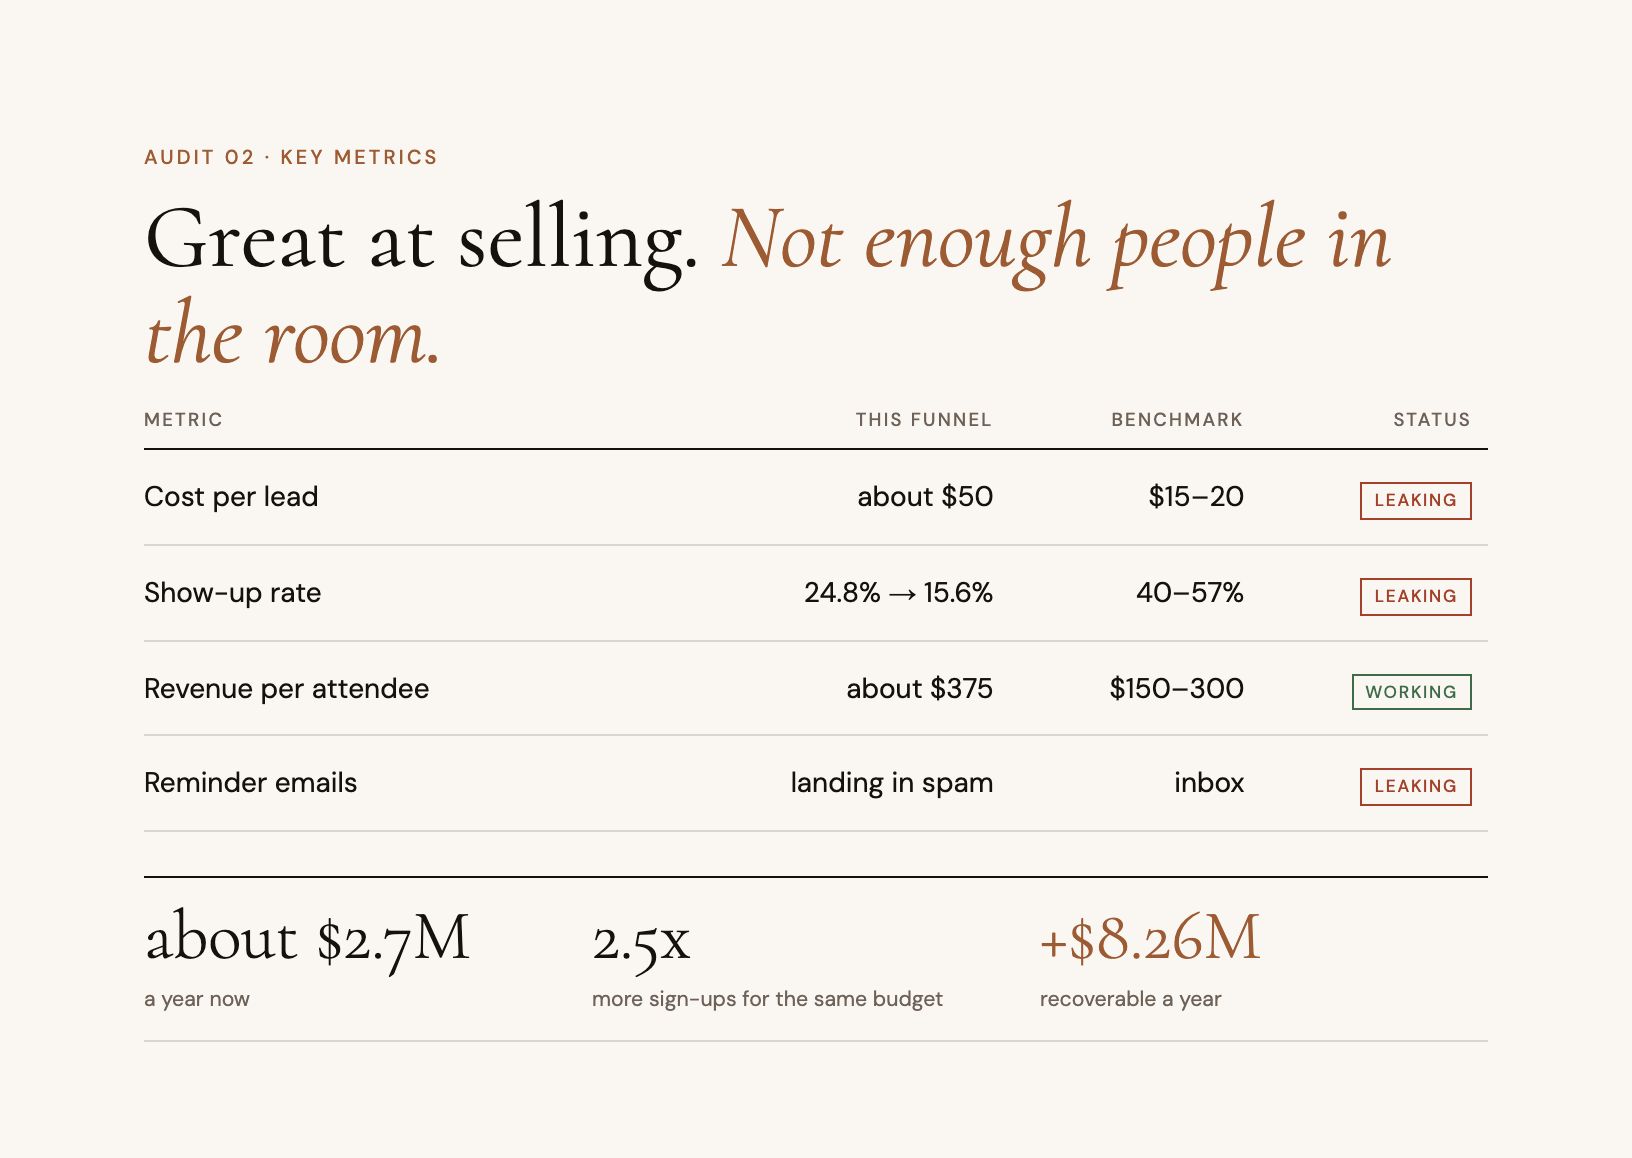 AUDIT 02 · KEY METRICS
Great at selling. Not enough people in
the room.
METRIC THIS FUNNEL BENCHMARK STATUS
Cost per lead about $50 $15–20 LEAKING
Show-up rate 24.8% → 15.6% 40–57% LEAKING
Revenue per attendee about $375 $150–300 WORKING
Reminder emails landing in spam inbox LEAKING
about $2.7M 2.5x +$8.26M
a year now more sign-ups for the same budget recoverable a year